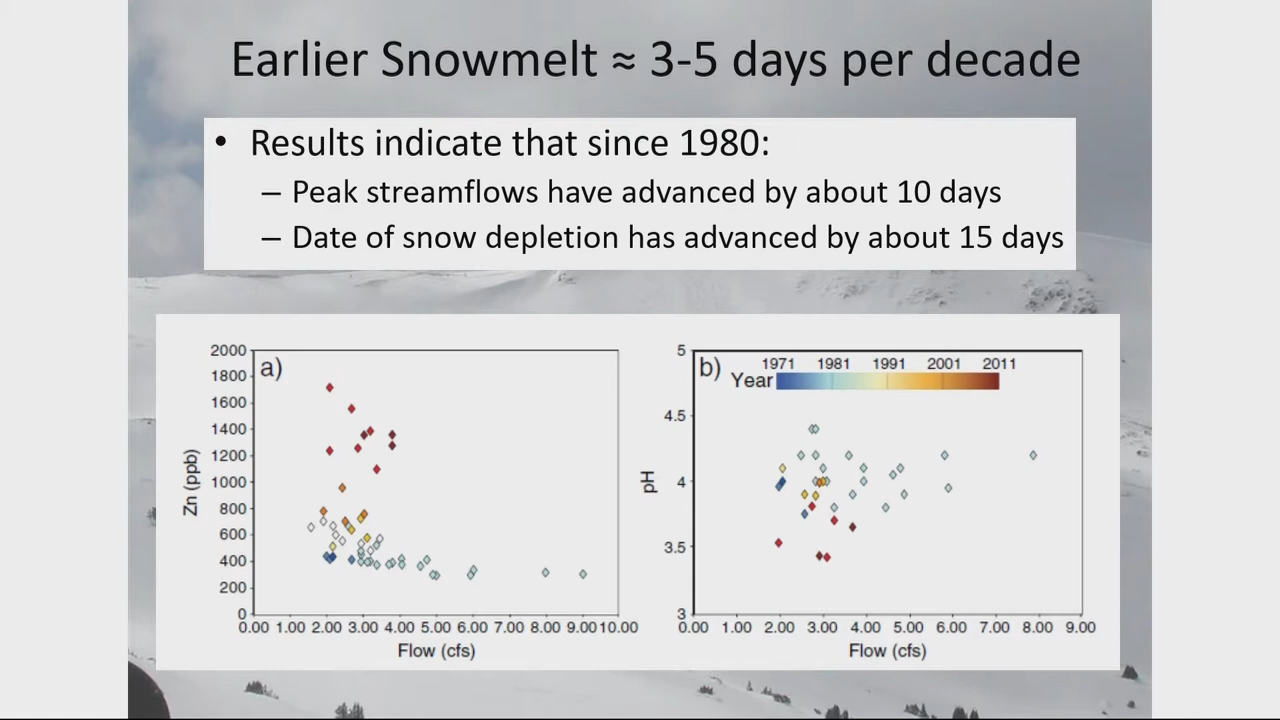 Earlier Snowmelt ≈ 3-5 days per decade
• Results indicate that since 1980:
– Peak streamflows have advanced by about 10 days
– Date of snow depletion has advanced by about 15 days
a)
2000
1800
1600
1400
1200
1000
800
600
400
200
0
Zn (ppb)
0.00 1.00 2.00 3.00 4.00 5.00 6.00 7.00 8.00 9.00 10.00
Flow (cfs)
b)
1971 1981 1991 2001 2011
Year
5
4.5
4
3.5
3
pH
0.00 1.00 2.00 3.00 4.00 5.00 6.00 7.00 8.00 9.00
Flow (cfs)